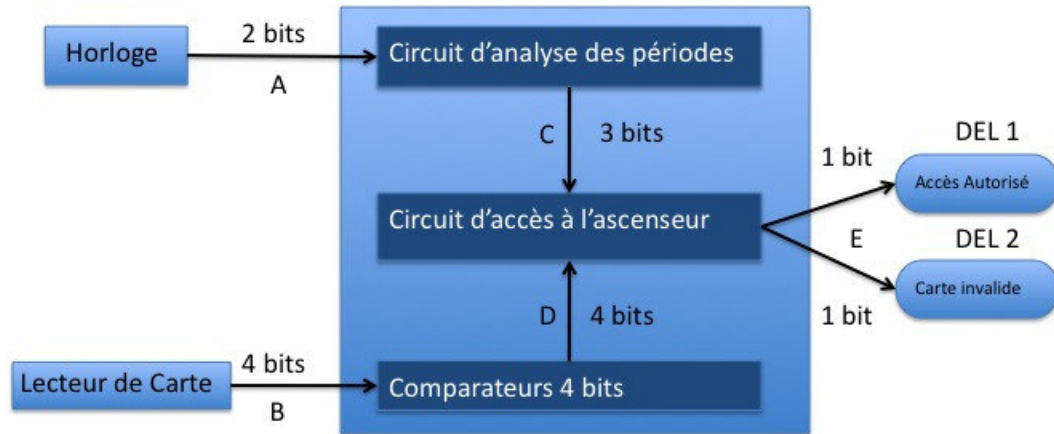 2 bits
Horloge
A
Circuit d'analyse des périodes
C
3 bits
DEL 1
1 bit
Accès Autorisé
Circuit d'accès à l'ascenseur
E
DEL 2
Carte invalide
1 bit
D
4 bits
4 bits
Lecteur de Carte
B
Comparateurs 4 bits